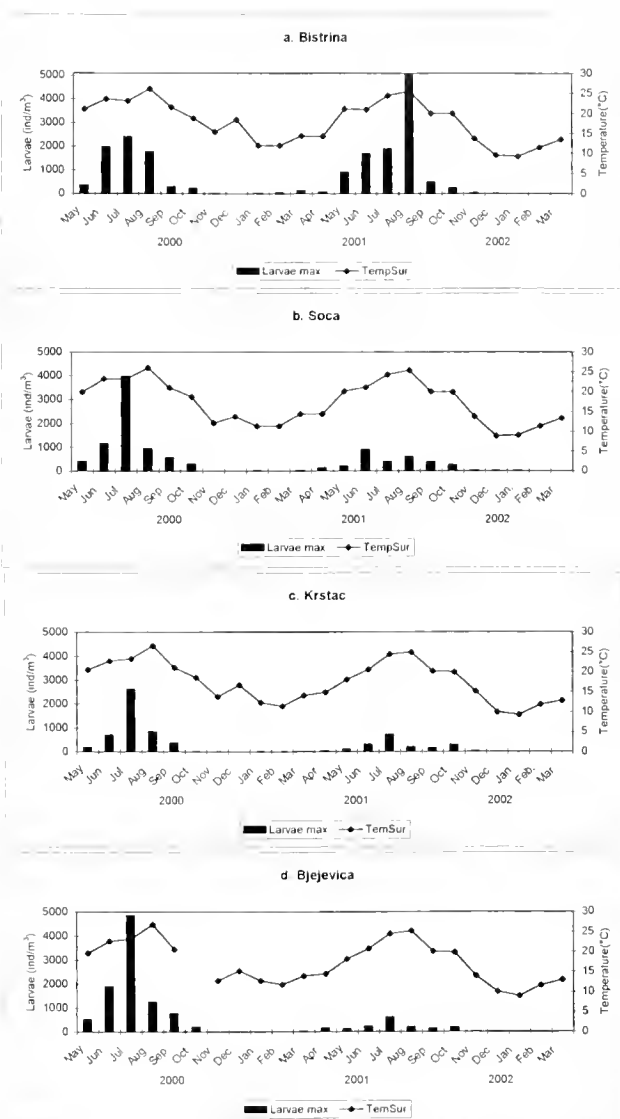 a. Bistrina
5000 30
4000 25
3000 20
2000 15
1000 10
0 5
0
Larvae (ind/m³)
Temperature(°C)
May Jun Jul Aug Sep Oct Nov Dec Jan Feb Mar Apr May Jun Jul Aug Sep Oct Nov Dec Jan Feb Mar
2000 2001 2002
Larvae max TempSur
b. Soca
5000 30
4000 25
3000 20
2000 15
1000 10
0 5
0
Larvae (ind/m³)
Temperature(°C)
May Jun Jul Aug Sep Oct Nov Dec Jan Feb Mar Apr May Jun Jul Aug Sep Oct Nov Dec Jan. Feb Mar
2000 2001 2002
Larvae max TempSur
c. Krstac
5000 30
4000 25
3000 20
2000 15
1000 10
0 5
0
Larvae (ind/m³)
Temperature(°C)
May Jun Jul Aug Sep Oct Nov Dec Jan Feb Mar Apr May Jun Jul Aug Sep Oct Nov Dec Jan Feb. Mar
2000 2001 2002
Larvae max TemSur
d. Bjejevica
5000 30
4000 25
3000 20
2000 15
1000 10
0 5
0
Larvae (ind/m³)
Temperature(°C)
May Jun Jul Aug Sep Oct Nov Dec Jan Feb Mar Apr May Jun Jul Aug Sep Oct Nov Dec Jan Feb Mar
2000 2001 2002
Larvae max TemSur